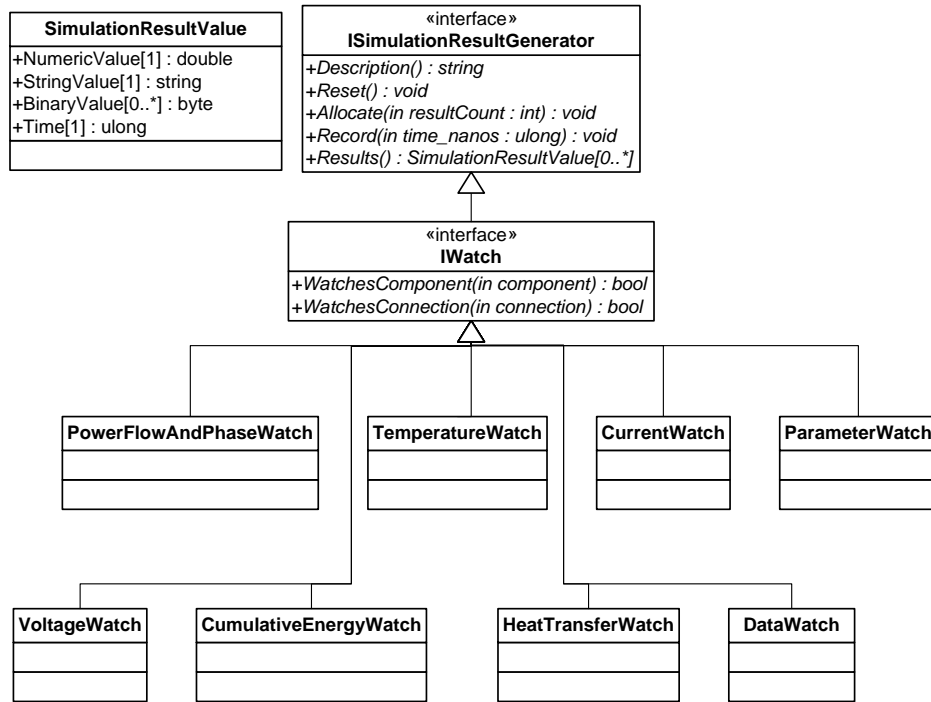 SimulationResultValue
+NumericValue[1] : double
+StringValue[1] : string
+BinaryValue[0..*] : byte
+Time[1] : ulong
«interface»
ISimulationResultGenerator
+Description() : string
+Reset() : void
+Allocate(in resultCount : int) : void
+Record(in time_nanos : ulong) : void
+Results() : SimulationResultValue[0..*]
«interface»
IWatch
+WatchesComponent(in component) : bool
+WatchesConnection(in connection) : bool
PowerFlowAndPhaseWatch
TemperatureWatch
CurrentWatch
ParameterWatch
VoltageWatch
CumulativeEnergyWatch
HeatTransferWatch
DataWatch